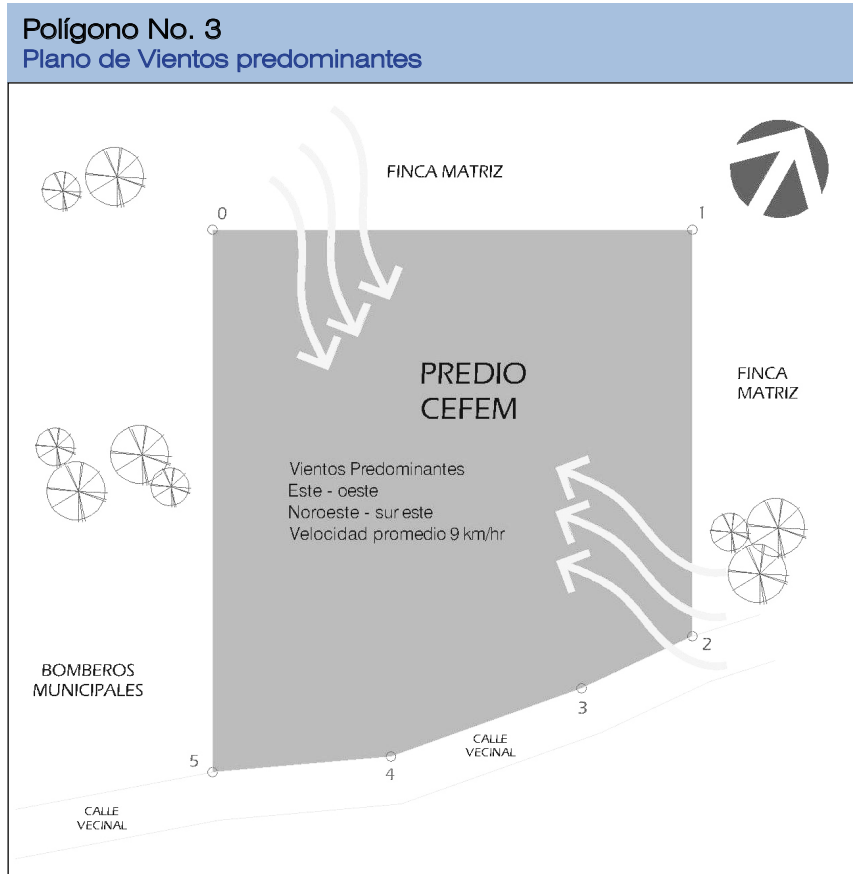 Polígono No. 3
Plano de Vientos predominantes
FINCA MATRIZ
0
1
PREDIO
CEFEM
FINCA
MATRIZ
Vientos Predominantes
Este - oeste
Noroeste - sur este
Velocidad promedio 9 km/hr
2
BOMBEROS
MUNICIPALES
3
CALLE
VECINAL
5
4
CALLE
VECINAL